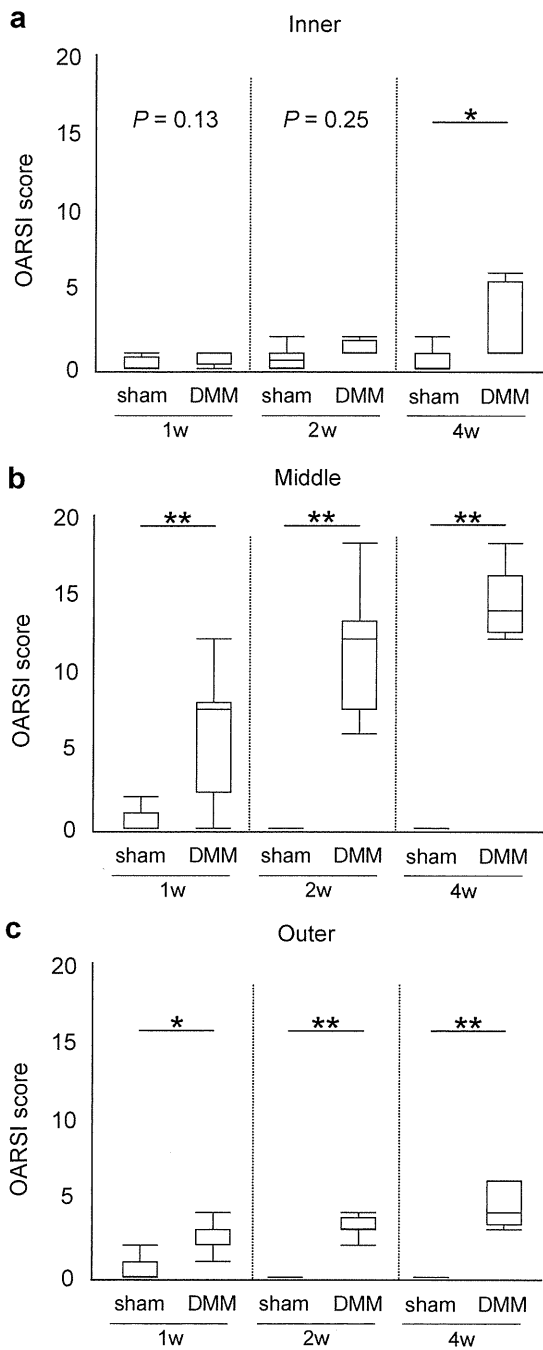 a
Inner
20
P = 0.13
P = 0.25
*
15
10
5
0
OARSI score
sham DMM sham DMM sham DMM
1w 2w 4w
b
Middle
20
** ** **
15
10
5
0
OARSI score
sham DMM sham DMM sham DMM
1w 2w 4w
c
Outer
20
* ** **
15
10
5
0
OARSI score
sham DMM sham DMM sham DMM
1w 2w 4w